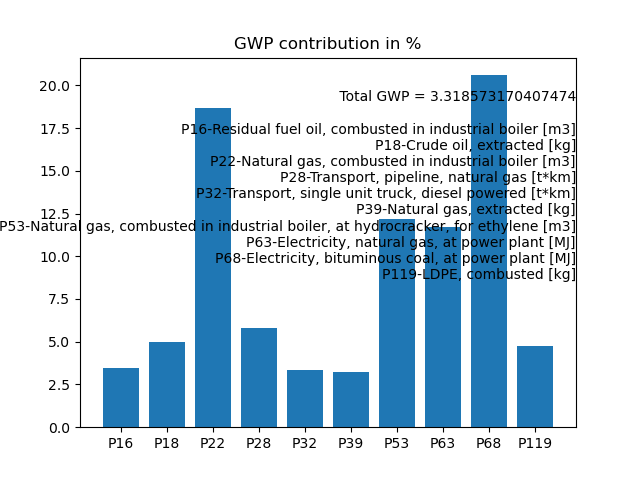 GWP contribution in %
20.0
17.5
15.0
12.5
10.0
7.5
5.0
2.5
0.0
Total GWP = 3.318573170407474
P16-Residual fuel oil, combusted in industrial boiler [m3]
P18-Crude oil, extracted [kg]
P22-Natural gas, combusted in industrial boiler [m3]
P28-Transport, pipeline, natural gas [t*km]
P32-Transport, single unit truck, diesel powered [t*km]
P39-Natural gas, extracted [kg]
P53-Natural gas, combusted in industrial boiler, at hydrocracker, for ethylene [m3]
P63-Electricity, natural gas, at power plant [MJ]
P68-Electricity, bituminous coal, at power plant [MJ]
P119-LDPE, combusted [kg]
P16 P18 P22 P28 P32 P39 P53 P63 P68 P119